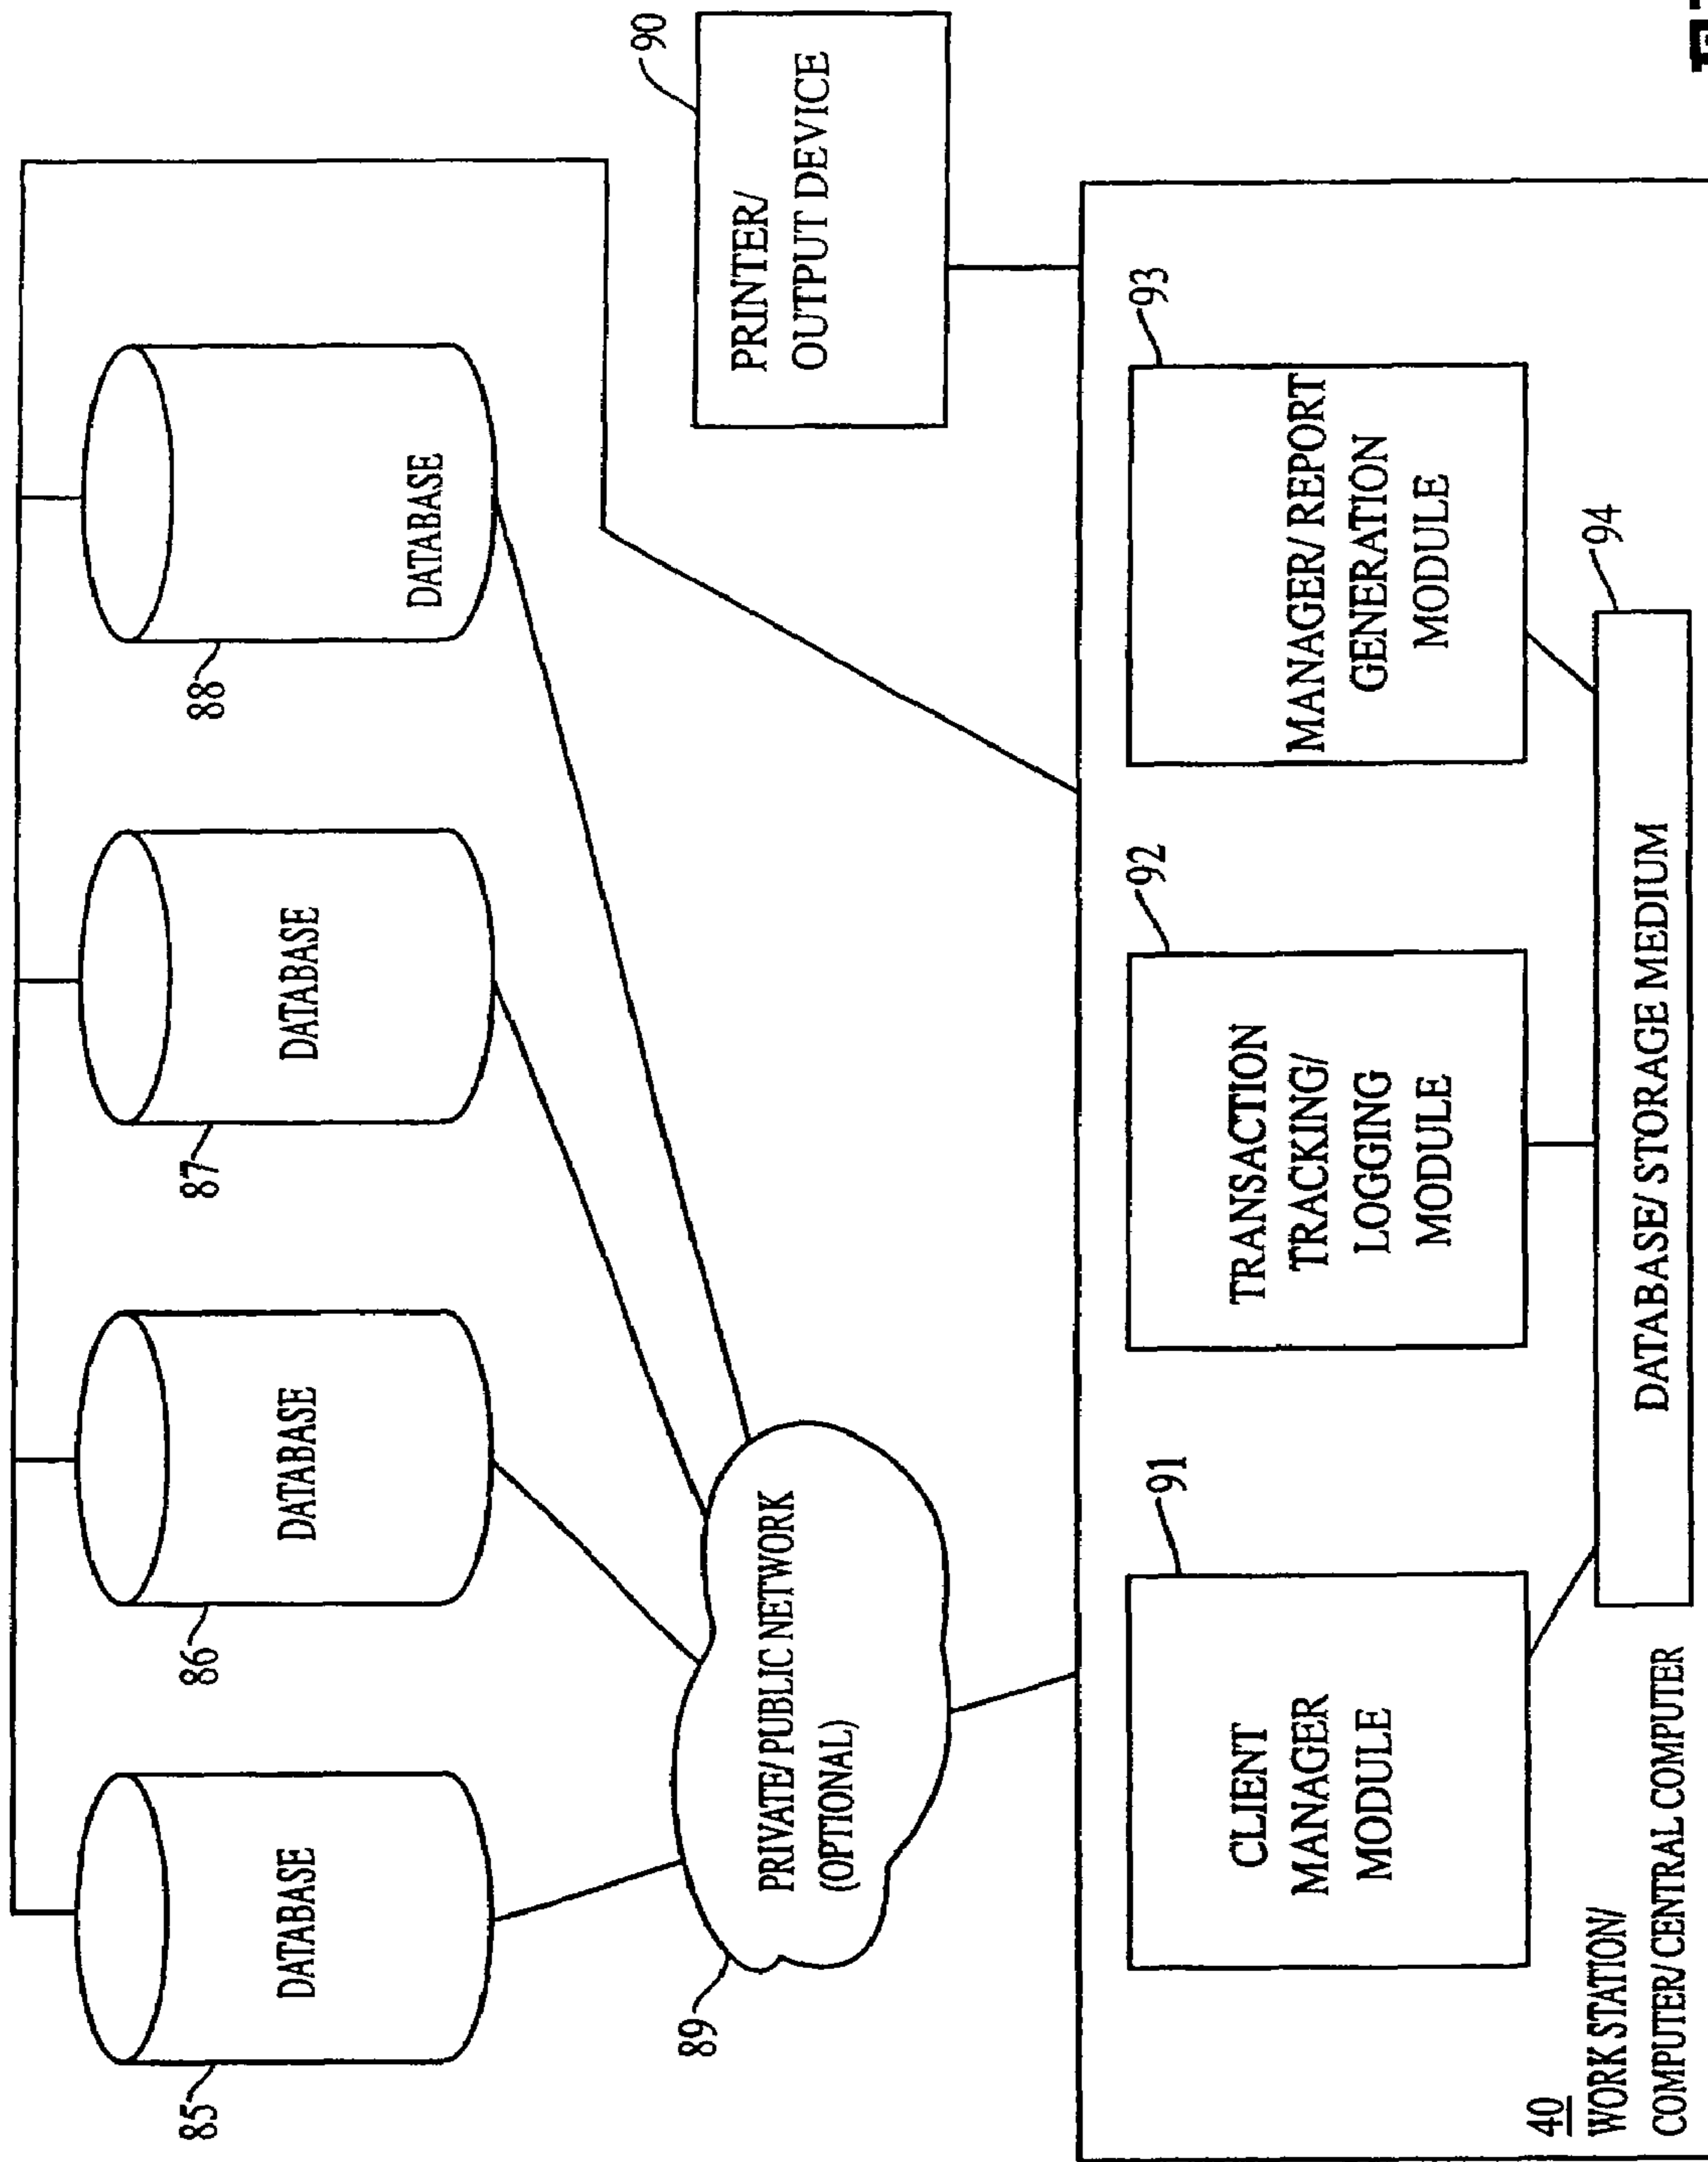 85
DATABASE
86
DATABASE
87
DATABASE
88
DATABASE
89
PRIVATE/ PUBLIC NETWORK
(OPTIONAL)
90
PRINTER/
OUTPUT DEVICE
91
CLIENT
MANAGER
MODULE
92
TRANSACTION
TRACKING/
LOGGING
MODULE
93
MANAGER/ REPORT
GENERATION
MODULE
94
DATABASE/ STORAGE MEDIUM
40
WORK STATION/
COMPUTER/ CENTRAL COMPUTER